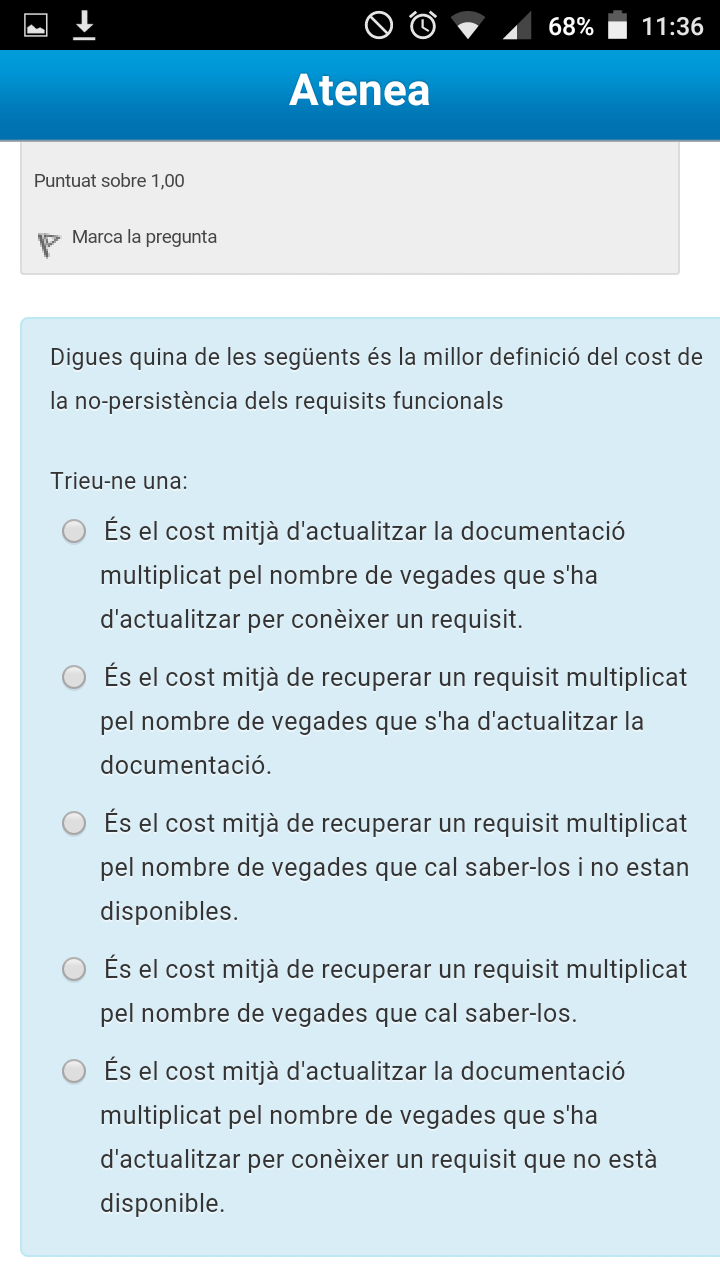 68% 11:36
Atenea
Puntuat sobre 1,00
Marca la pregunta
Digues quina de les següents és la millor definició del cost de
la no-persistència dels requisits funcionals
Trieu-ne una:
És el cost mitjà d'actualitzar la documentació
multiplicat pel nombre de vegades que s'ha
d'actualitzar per conèixer un requisit.
És el cost mitjà de recuperar un requisit multiplicat
pel nombre de vegades que s'ha d'actualitzar la
documentació.
És el cost mitjà de recuperar un requisit multiplicat
pel nombre de vegades que cal saber-los i no estan
disponibles.
És el cost mitjà de recuperar un requisit multiplicat
pel nombre de vegades que cal saber-los.
És el cost mitjà d'actualitzar la documentació
multiplicat pel nombre de vegades que s'ha
d'actualitzar per conèixer un requisit que no està
disponible.